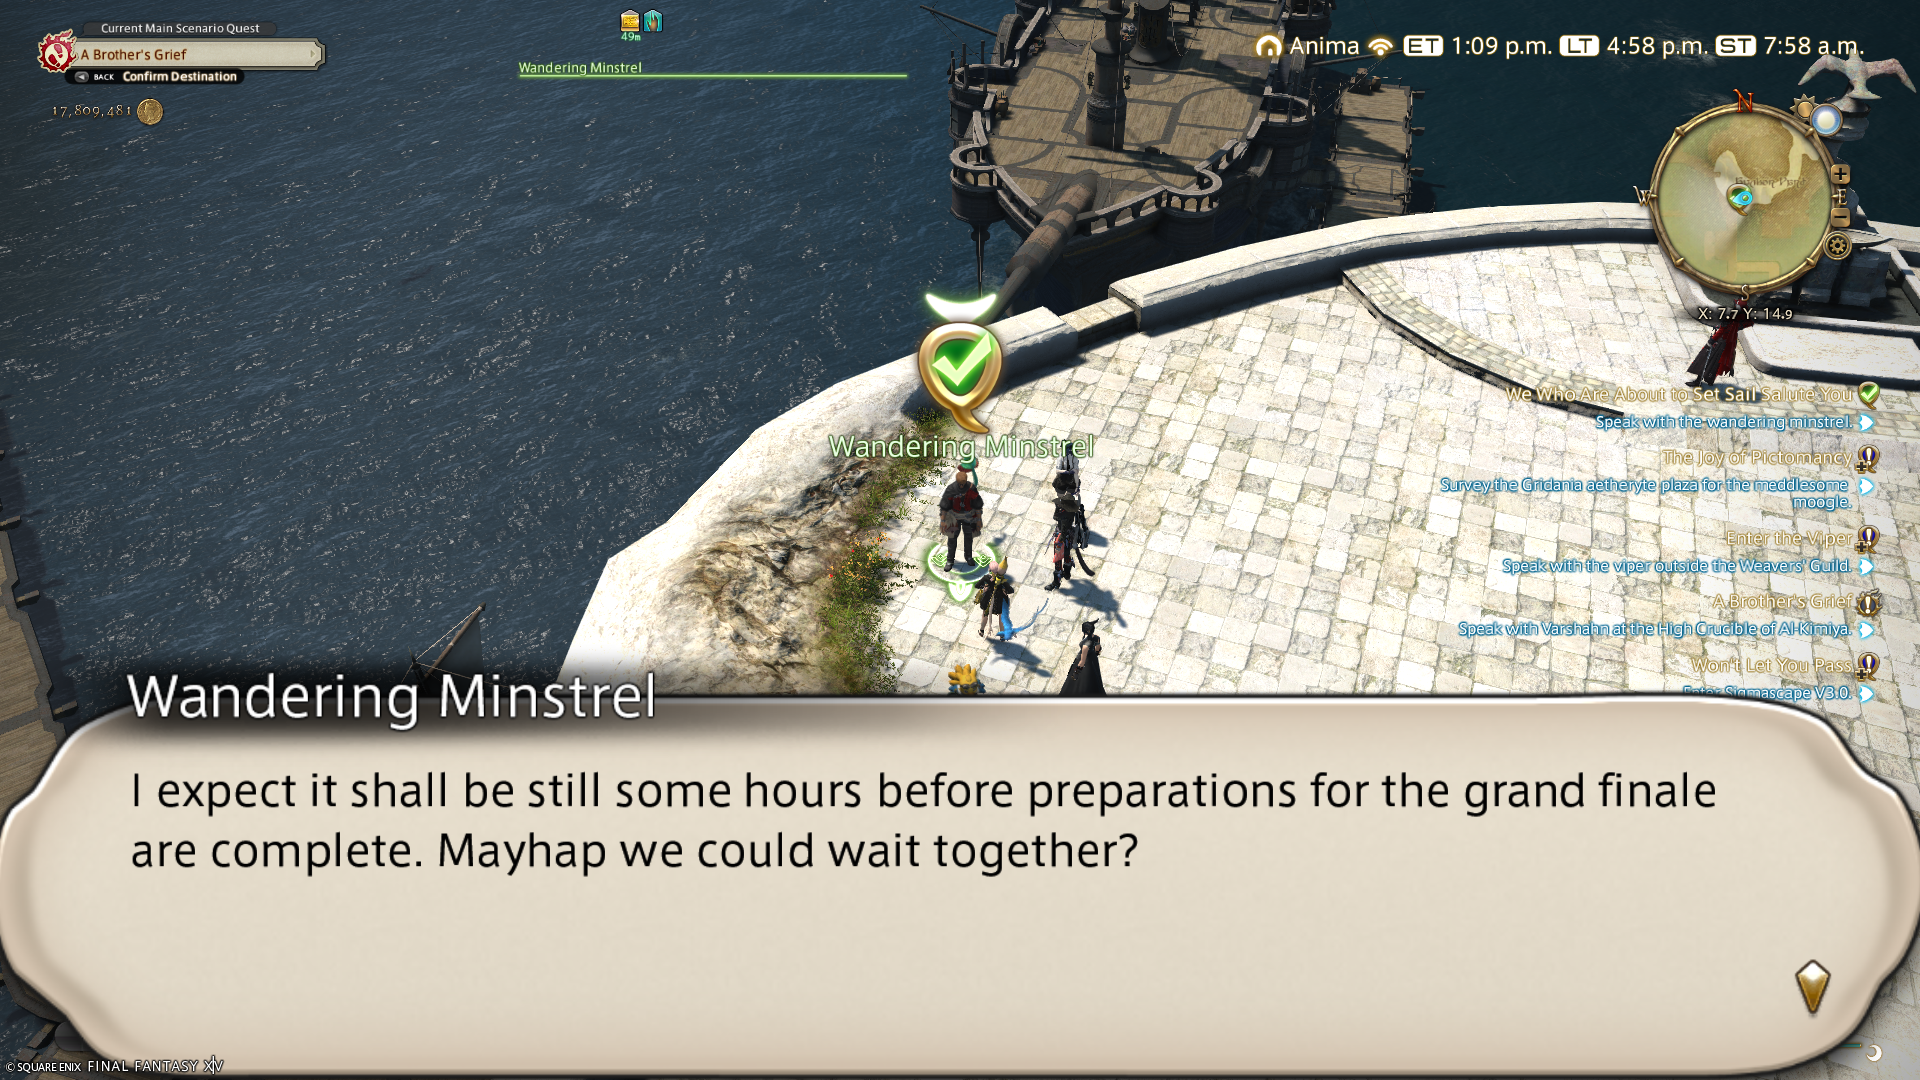 Current Main Scenario Quest
A Brother's Grief
BACK Confirm Destination
17,809,481
49m
Wandering Minstrel
Anima ET 1:09 p.m. LT 4:58 p.m. ST 7:58 a.m.
N
W
E
S
X: 7.7 Y: 14.9
We Who Are About to Set Sail Salute You
Speak with the wandering minstrel.
The Joy of Pictomancy
Survey the Gridania aetheryte plaza for the meddlesome
moogle.
Enter the Viper
Speak with the viper outside the Weavers' Guild.
A Brother's Grief
Speak with Varshahn at the High Crucible of Al-Kimiya.
Won't Let You Pass
Enter Sigmascape V3.0.
Wandering Minstrel
Wandering Minstrel
I expect it shall be still some hours before preparations for the grand finale
are complete. Mayhap we could wait together?
© SQUARE ENIX FINAL FANTASY XIV